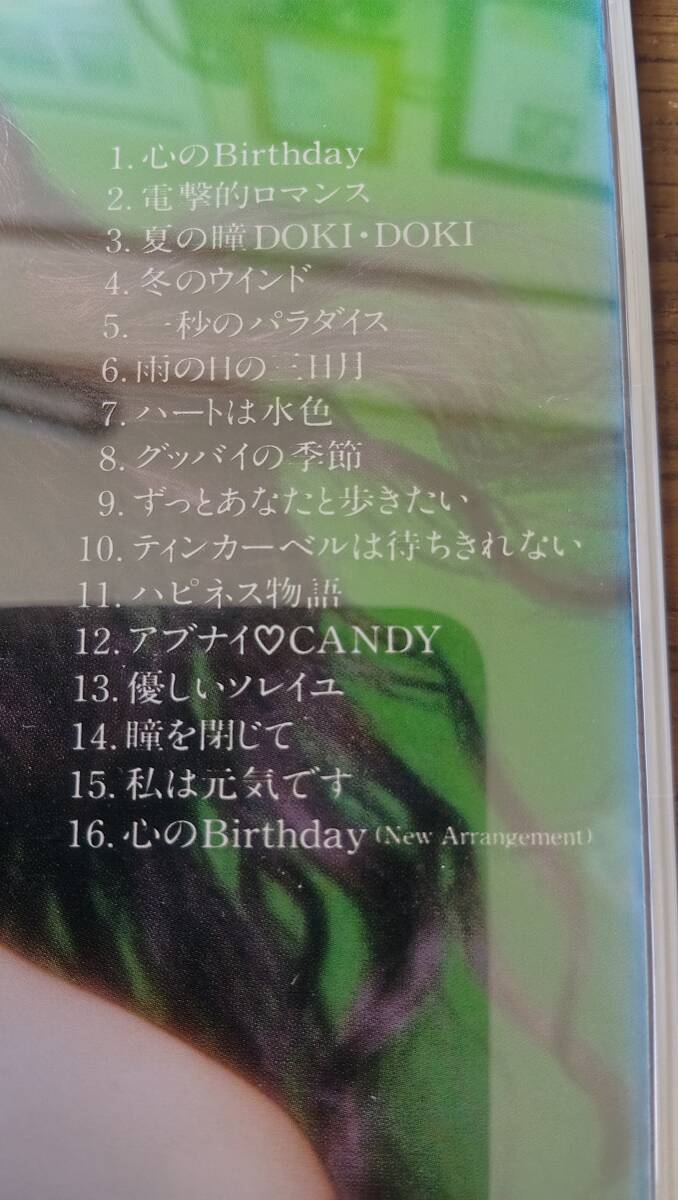 1. 心のBirthday
2. 電撃的ロマンス
3. 夏の瞳DOKI・DOKI
4. 冬のウインド
5. 一秒のパラダイス
6. 雨の日の三日月
7. ハートは水色
8. グッバイの季節
9. ずっとあなたと歩きたい
10. ティンカーベルは待ちきれない
11. ハピネス物語
12. アブナイ♡CANDY
13. 優しいソレイユ
14. 瞳を閉じて
15. 私は元気です
16. 心のBirthday (New Arrangement)